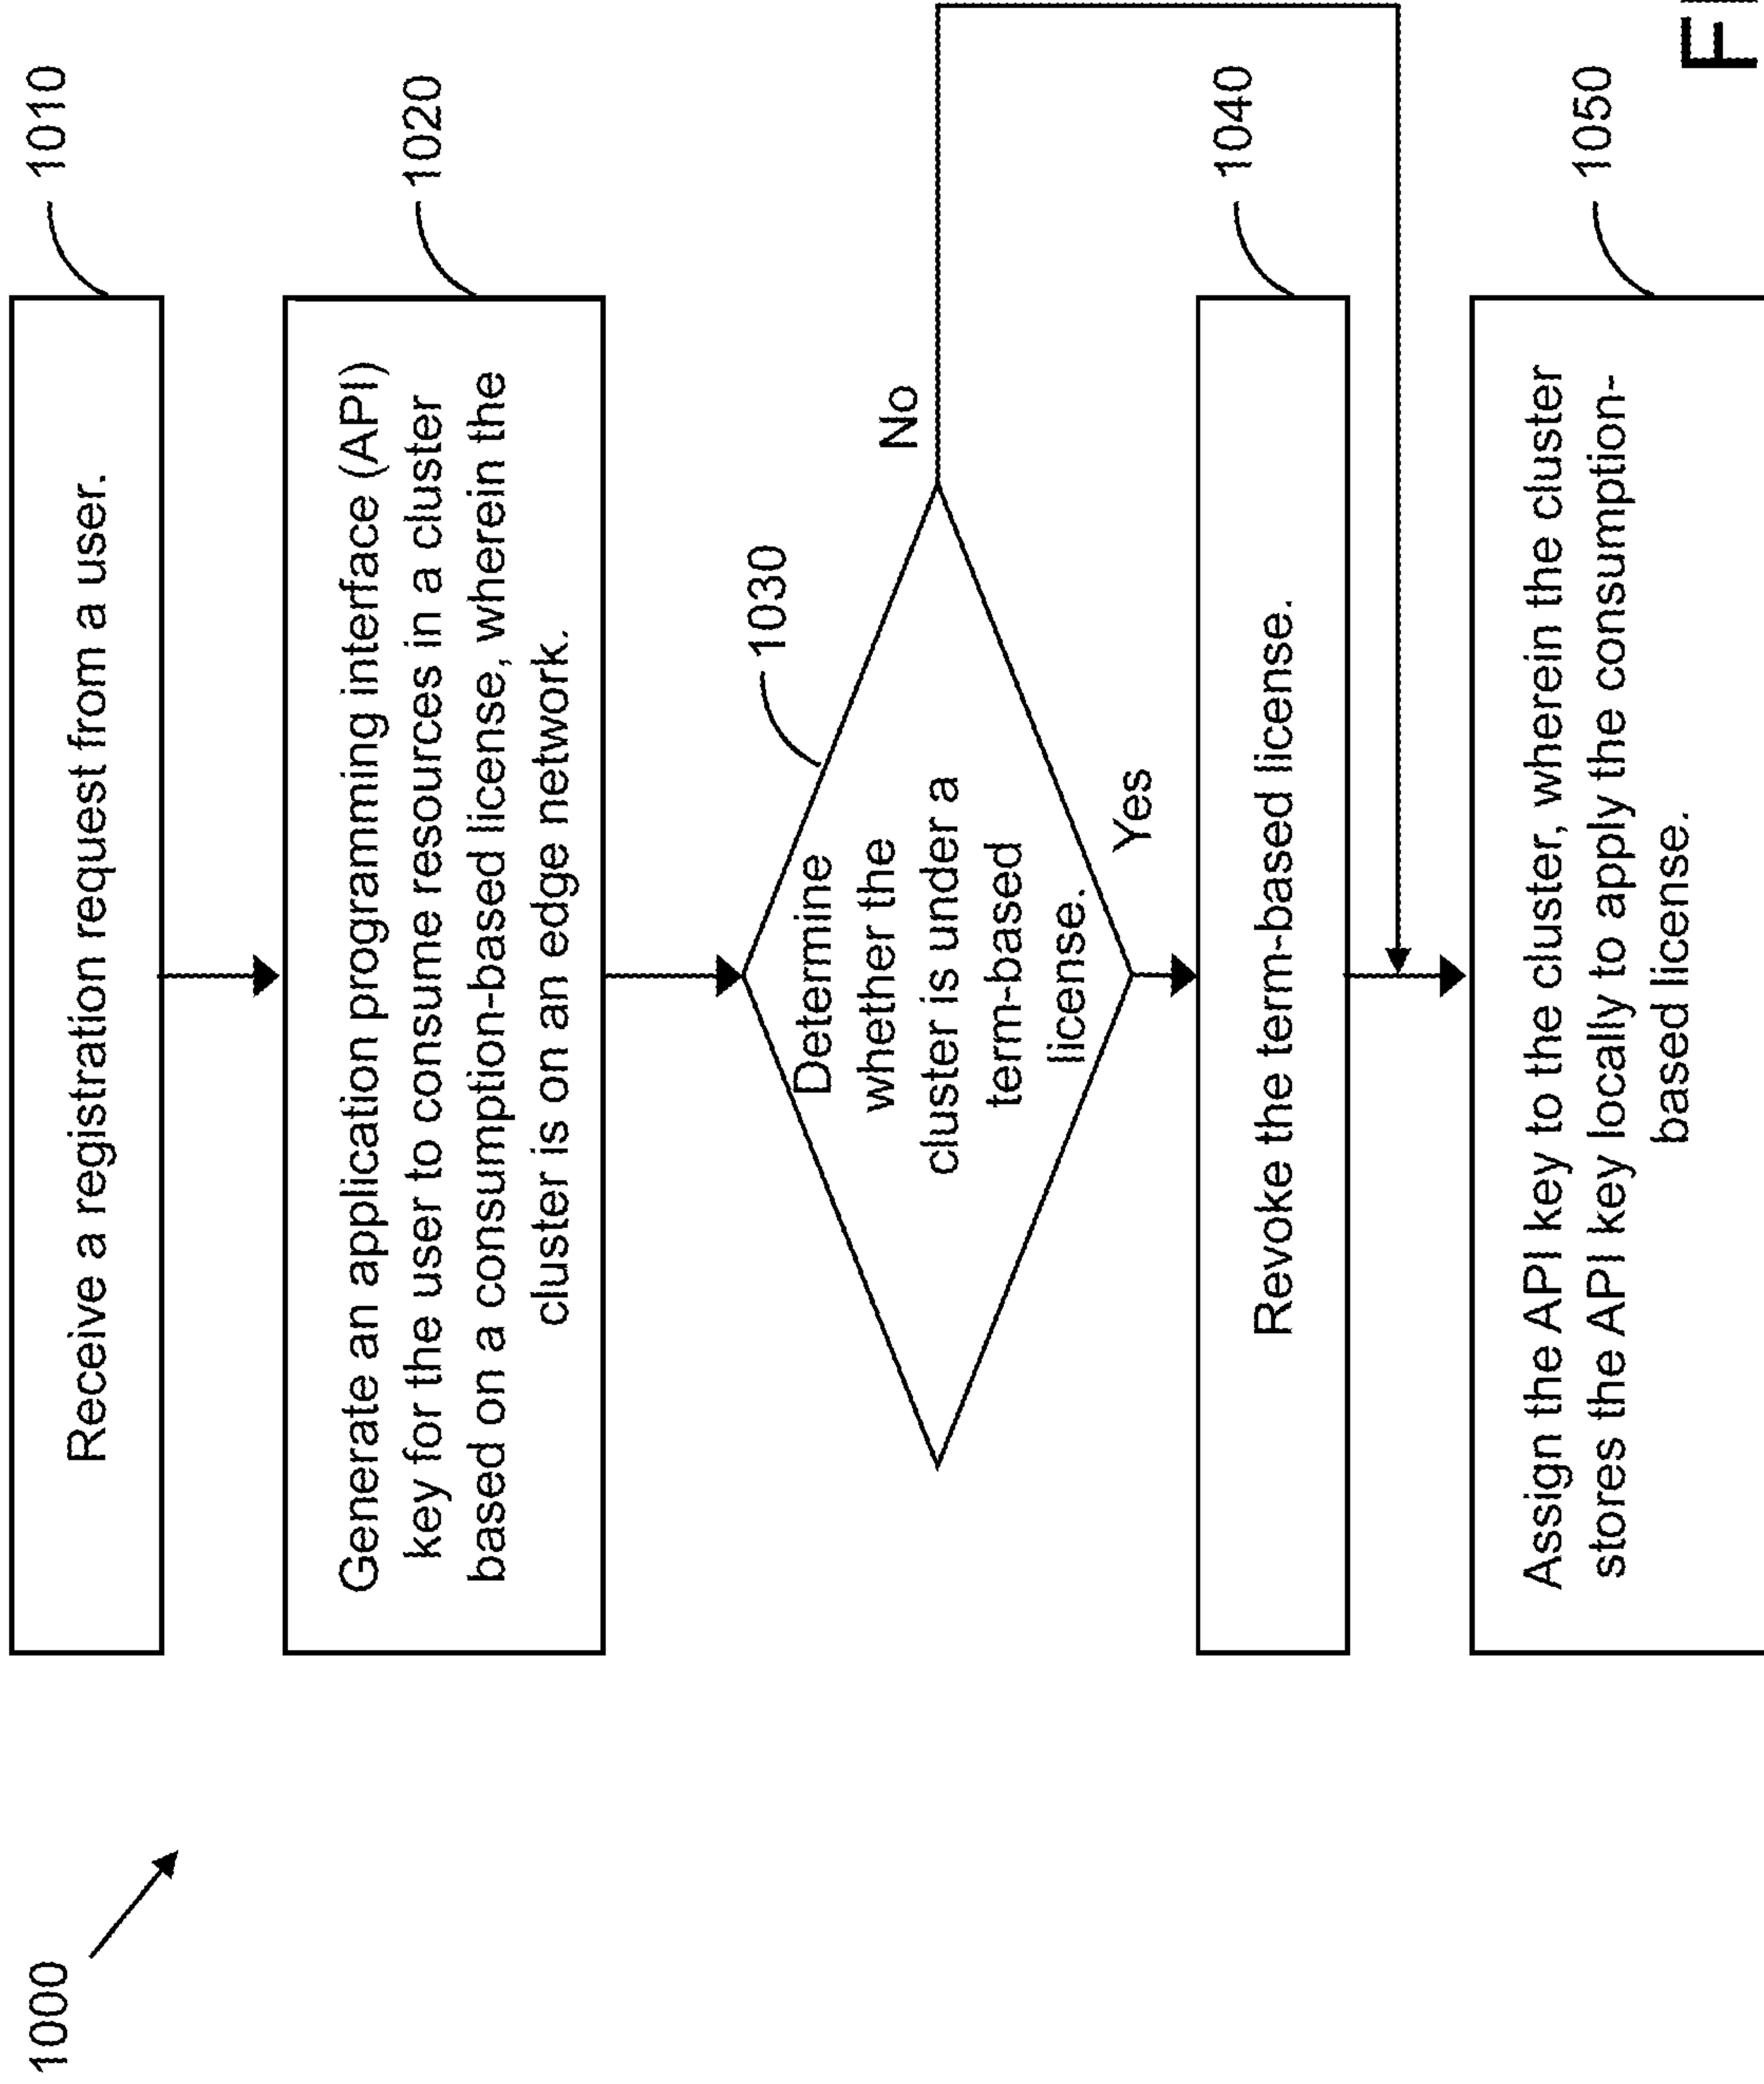 1000
1010
Receive a registration request from a user.
1020
Generate an application programming interface (API)
key for the user to consume resources in a cluster
based on a consumption-based license, wherein the
cluster is on an edge network.
1030
Determine
whether the
cluster is under a
term-based
license.
No
Yes
1040
Revoke the term-based license.
1050
Assign the API key to the cluster, wherein the cluster
stores the API key locally to apply the consumption-
based license.